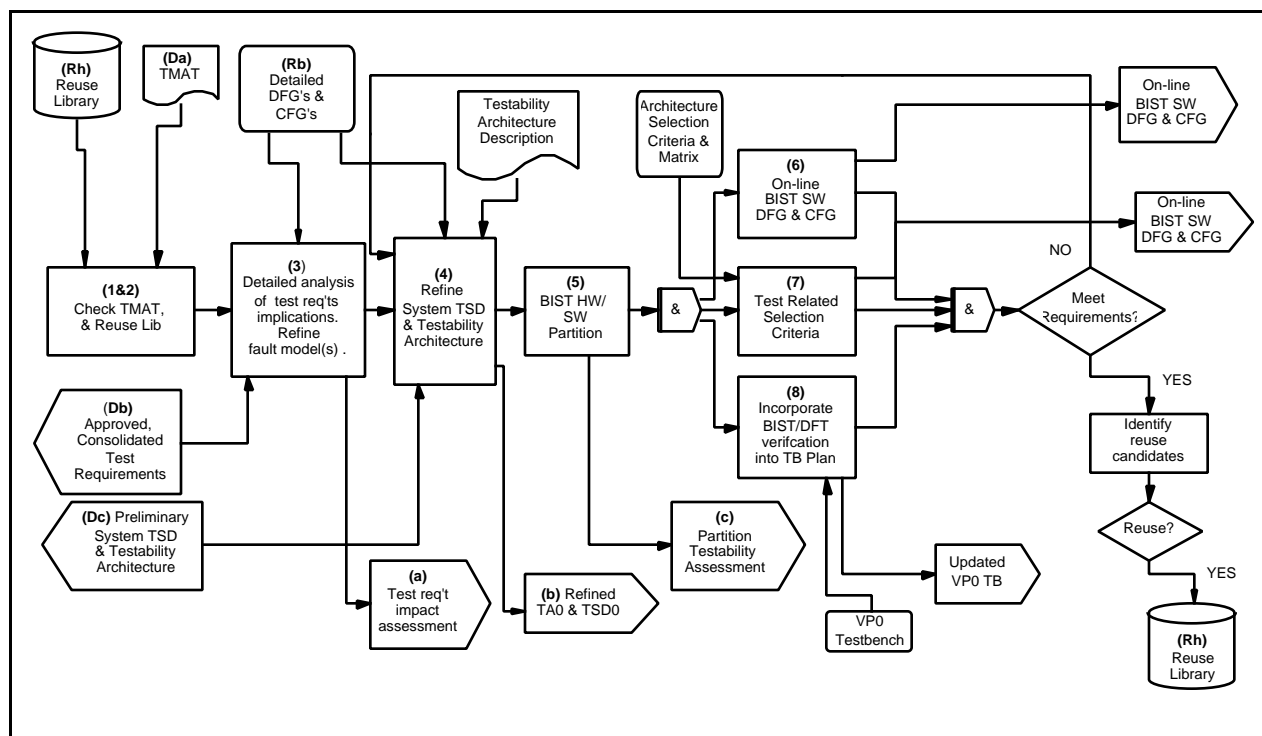 (Rh)
Reuse
Library
(Da)
TMAT
(Rb)
Detailed
DFG's &
CFG's
Testability
Architecture
Description
Architecture
Selection
Criteria &
Matrix
(6)
On-line
BIST SW
DFG & CFG
On-line
BIST SW
DFG & CFG
On-line
BIST SW
DFG & CFG
(1&2)
Check TMAT,
& Reuse Lib
(3)
Detailed analysis
of test req'ts
implications.
Refine
fault model(s) .
(4)
Refine
System TSD
& Testability
Architecture
(5)
BIST HW/
SW
Partition
&
(7)
Test Related
Selection
Criteria
&
NO
Meet
Requirements?
YES
(Db)
Approved,
Consolidated
Test
Requirements
(8)
Incorporate
BIST/DFT
verifcation
into TB Plan
Identify
reuse
candidates
(Dc) Preliminary
System TSD
& Testability
Architecture
(c)
Partition
Testability
Assessment
Reuse?
YES
(a)
Test req't
impact
assessment
(b) Refined
TA0 & TSD0
Updated
VP0 TB
VP0
Testbench
(Rh)
Reuse
Library